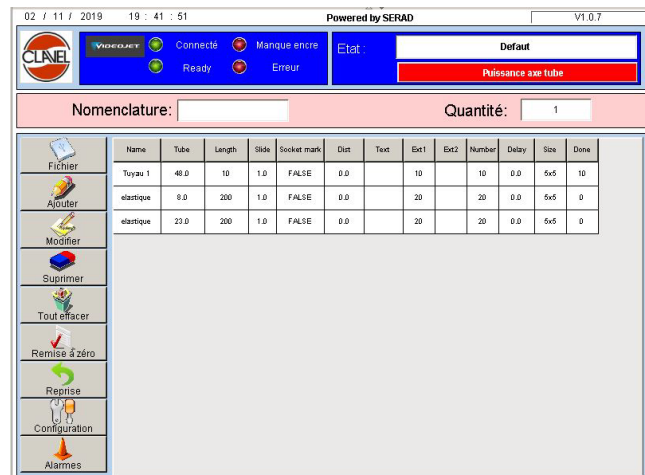 02 / 11 / 2019 19 : 41 : 51 Powered by SERAD V1.0.7
CLAVEL VIDEOJET Connecté Manque encre Etat : Defaut
Ready Erreur Puissance axe tube
Nomenclature: Quantité: 1
Name Tube Length Slide Socket mark Dist Text Ext1 Ext2 Number Delay Size Done
Tuyau 1 48.0 10 1.0 FALSE 0.0 10 10 0.0 5x5 10
elastique 8.0 200 1.0 FALSE 0.0 20 20 0.0 5x5 0
elastique 23.0 200 1.0 FALSE 0.0 20 20 0.0 5x5 0
Fichier
Ajouter
Modifier
Suprimer
Tout effacer
Remise à zéro
Reprise
Configuration
Alarmes